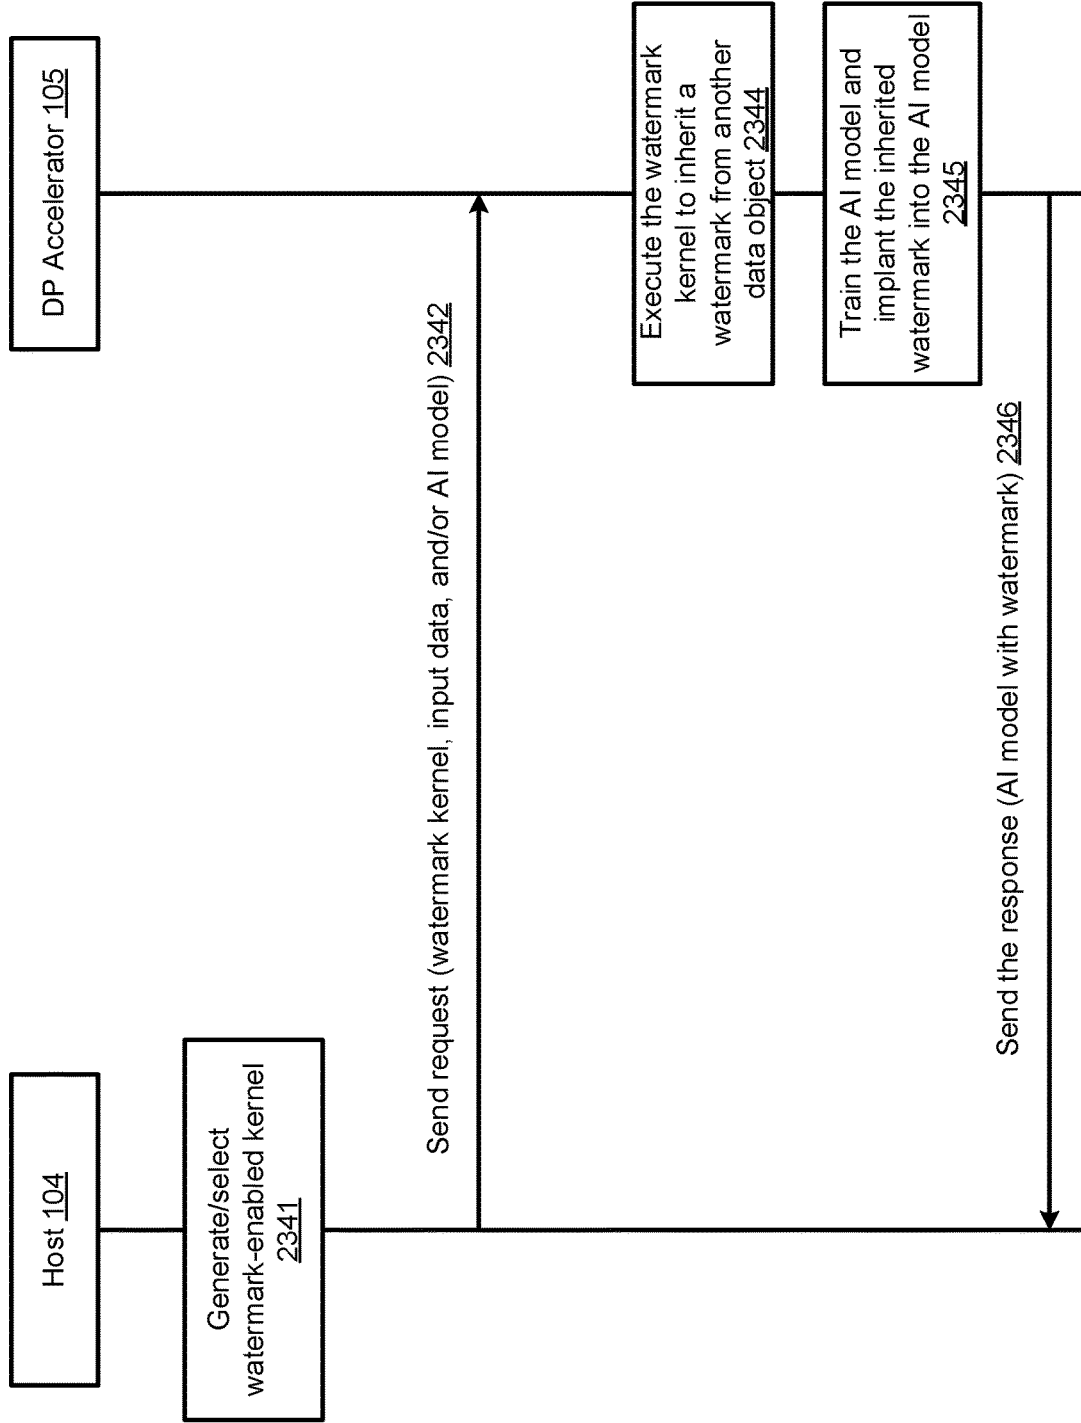 Host 104
DP Accelerator 105
Generate/select
watermark-enabled kernel
2341
Send request (watermark kernel, input data, and/or AI model) 2342
Execute the watermark
kernel to inherit a
watermark from another
data object 2344
Train the AI model and
implant the inherited
watermark into the AI model
2345
Send the response (AI model with watermark) 2346